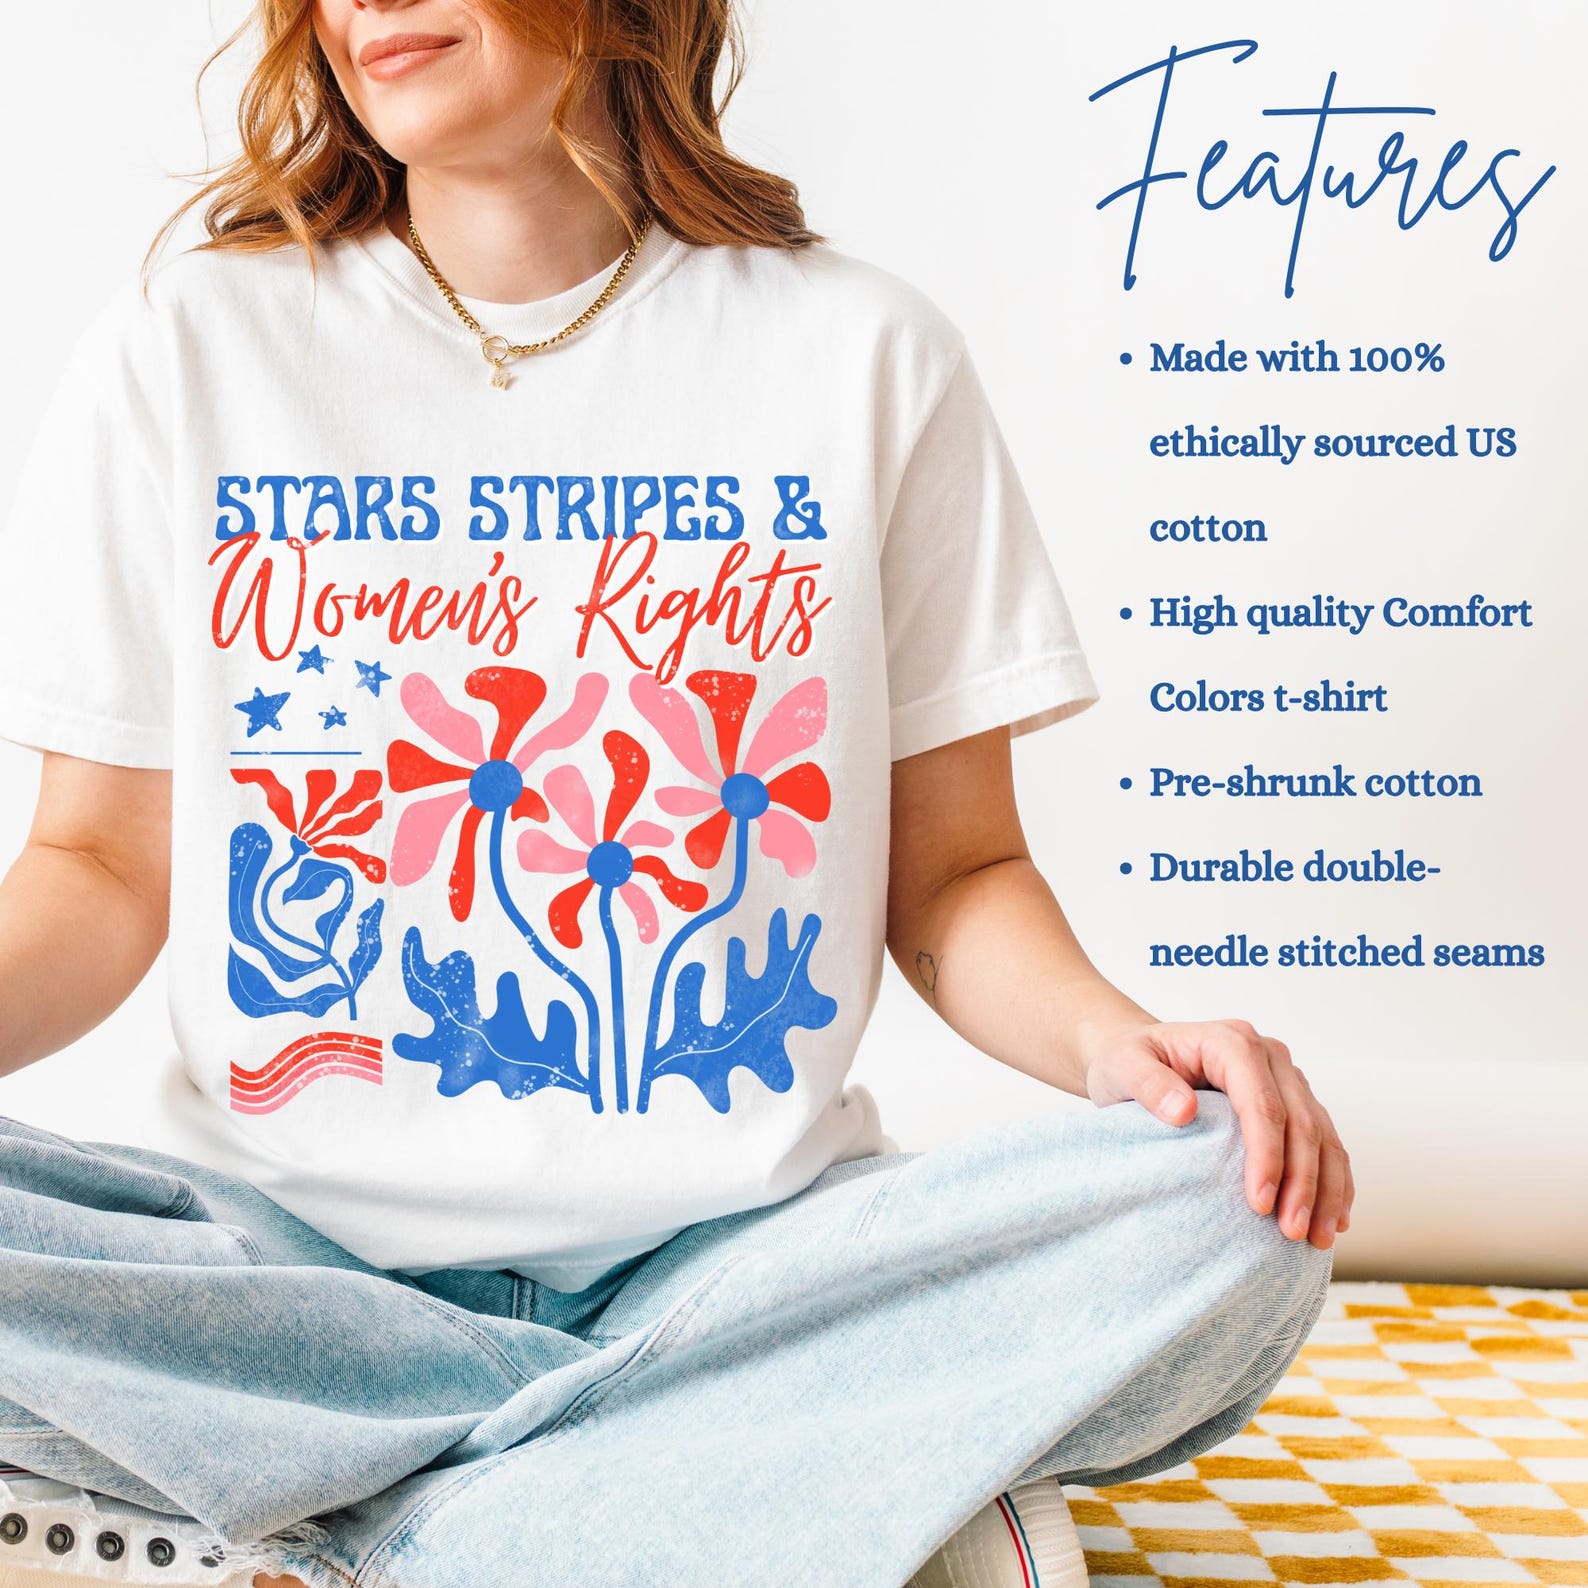 Features
• Made with 100%
ethically sourced US
cotton
• High quality Comfort
Colors t-shirt
• Pre-shrunk cotton
• Durable double-
needle stitched seams
STARS STRIPES &
Women's Rights